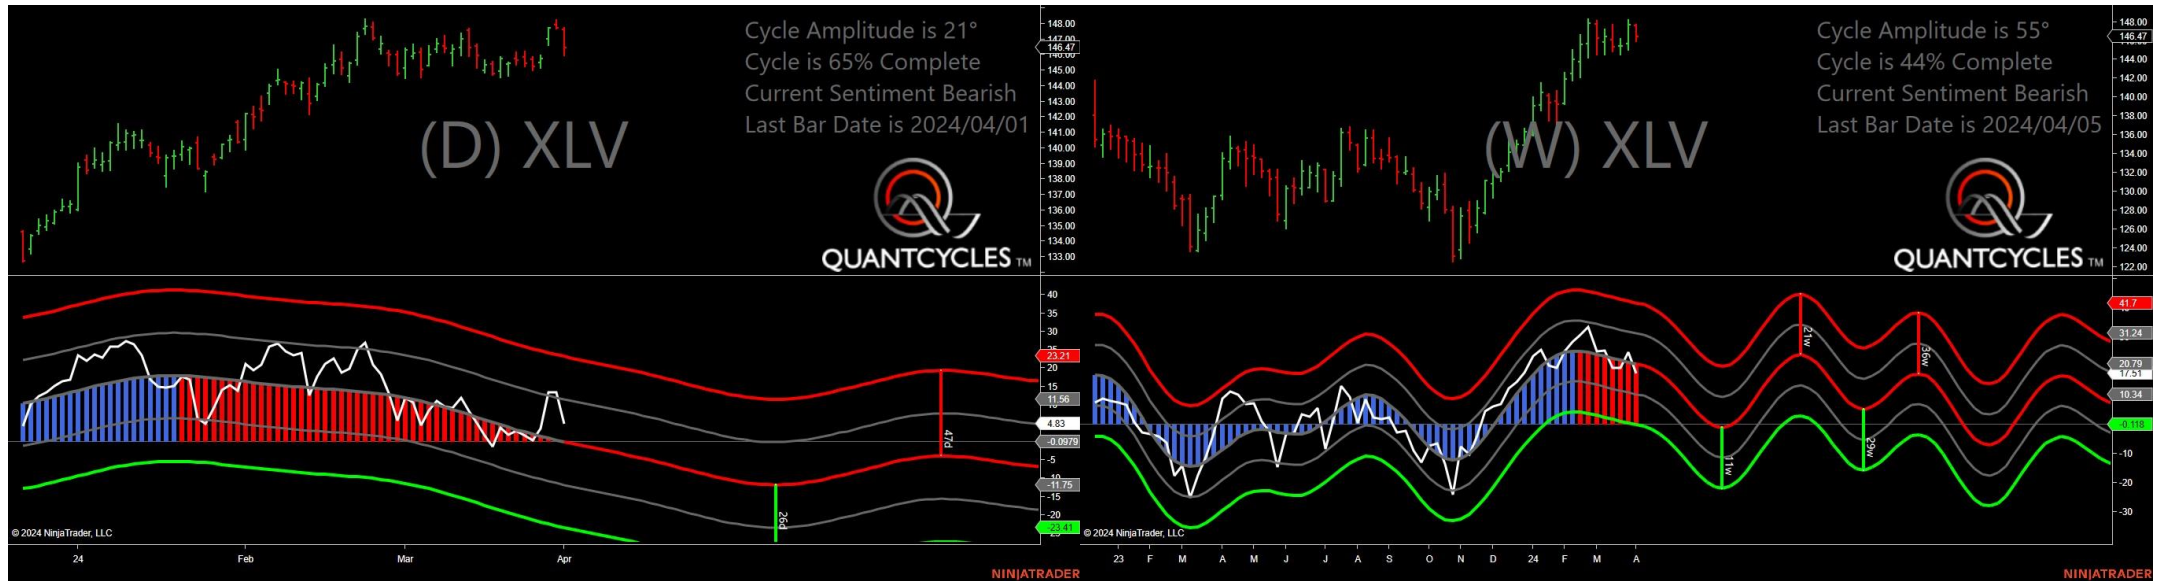 Cycle Amplitude is 21°
Cycle is 65% Complete
Current Sentiment Bearish
Last Bar Date is 2024/04/01
(D) XLV
QUANTCYCLES TM
148.00
147.00
146.47
145.00
144.00
143.00
142.00
141.00
140.00
139.00
138.00
137.00
136.00
135.00
134.00
133.00
40
35
30
25
23.21
20
15
11.56
4.83
-0.0979
-5
-11.75
-15
-20
-23.41
47d
26d
© 2024 NinjaTrader, LLC
24 Feb Mar Apr
NINJATRADER
Cycle Amplitude is 55°
Cycle is 44% Complete
Current Sentiment Bearish
Last Bar Date is 2024/04/05
(W) XLV
QUANTCYCLES TM
148.00
146.47
144.00
142.00
140.00
138.00
136.00
134.00
132.00
130.00
128.00
126.00
124.00
122.00
41.7
31.24
20.79
17.51
10.34
-0.118
-10
-20
-30
21w
36w
11w
29w
© 2024 NinjaTrader, LLC
23 F M A M J J A S O N D 24 F M A
NINJATRADER